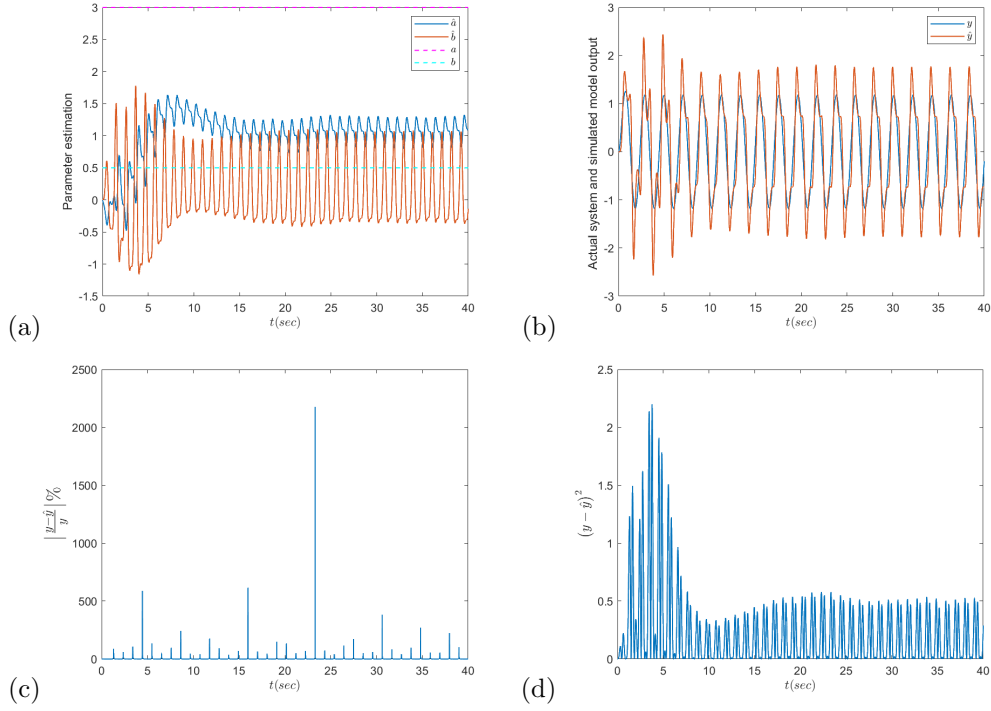 3
2.5
2
1.5
1
0.5
0
-0.5
-1
-1.5
0 5 10 15 20 25 30 35 40
t(sec)
Parameter estimation
â
b̂
a
b
(a)
3
2
1
0
-1
-2
-3
0 5 10 15 20 25 30 35 40
t(sec)
Actual system and simulated model output
y
ŷ
(b)
2500
2000
1500
1000
500
0
0 5 10 15 20 25 30 35 40
t(sec)
|y−ŷ/y|%
(c)
2.5
2
1.5
1
0.5
0
0 5 10 15 20 25 30 35 40
t(sec)
(y − ŷ)²
(d)